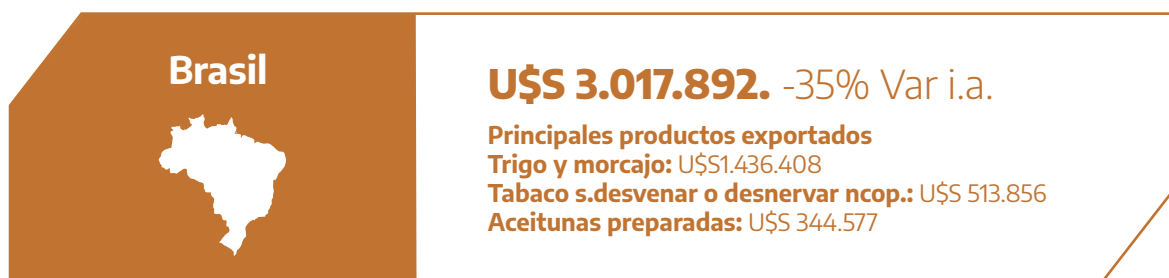 Brasil
U$S 3.017.892. -35% Var i.a.
Principales productos exportados
Trigo y morcajo: U$S1.436.408
Tabaco s.desvenar o desnervar ncop.: U$S 513.856
Aceitunas preparadas: U$S 344.577